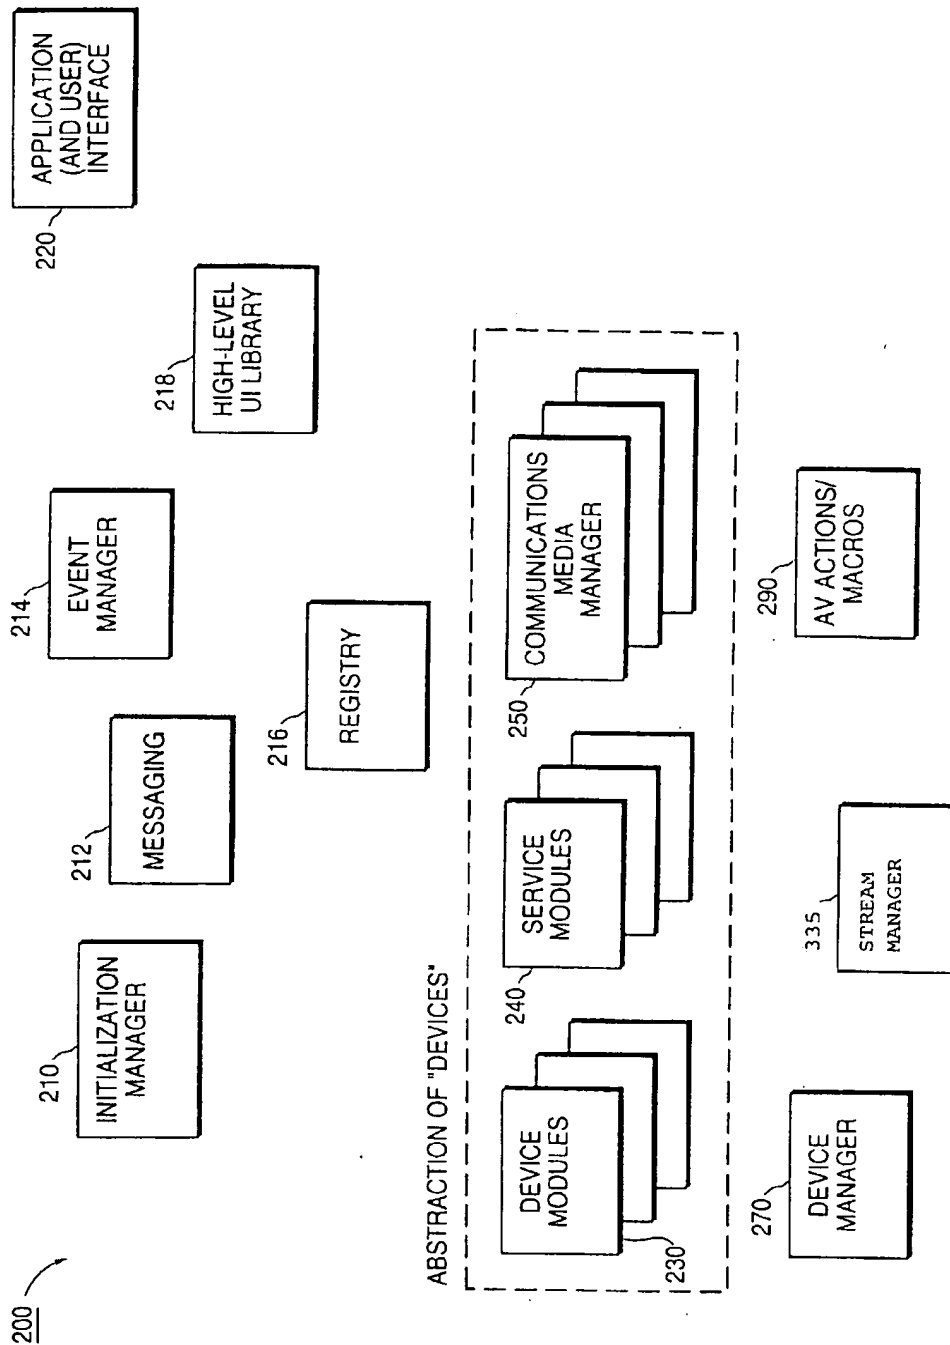 200
210
INITIALIZATION
MANAGER
212
MESSAGING
214
EVENT
MANAGER
216
REGISTRY
218
HIGH-LEVEL
UI LIBRARY
220
APPLICATION
(AND USER)
INTERFACE
ABSTRACTION OF "DEVICES"
DEVICE
MODULES
230
SERVICE
MODULES
240
COMMUNICATIONS
MEDIA
MANAGER
250
270
DEVICE
MANAGER
335
STREAM
MANAGER
290
AV ACTIONS/
MACROS